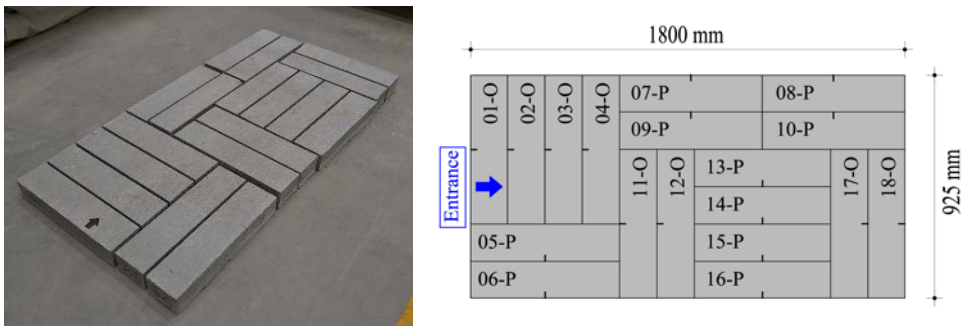 1800 mm
01-O
02-O
03-O
04-O
07-P
08-P
09-P
10-P
Entrance
11-O
12-O
13-P
14-P
17-O
18-O
925 mm
05-P
15-P
06-P
16-P